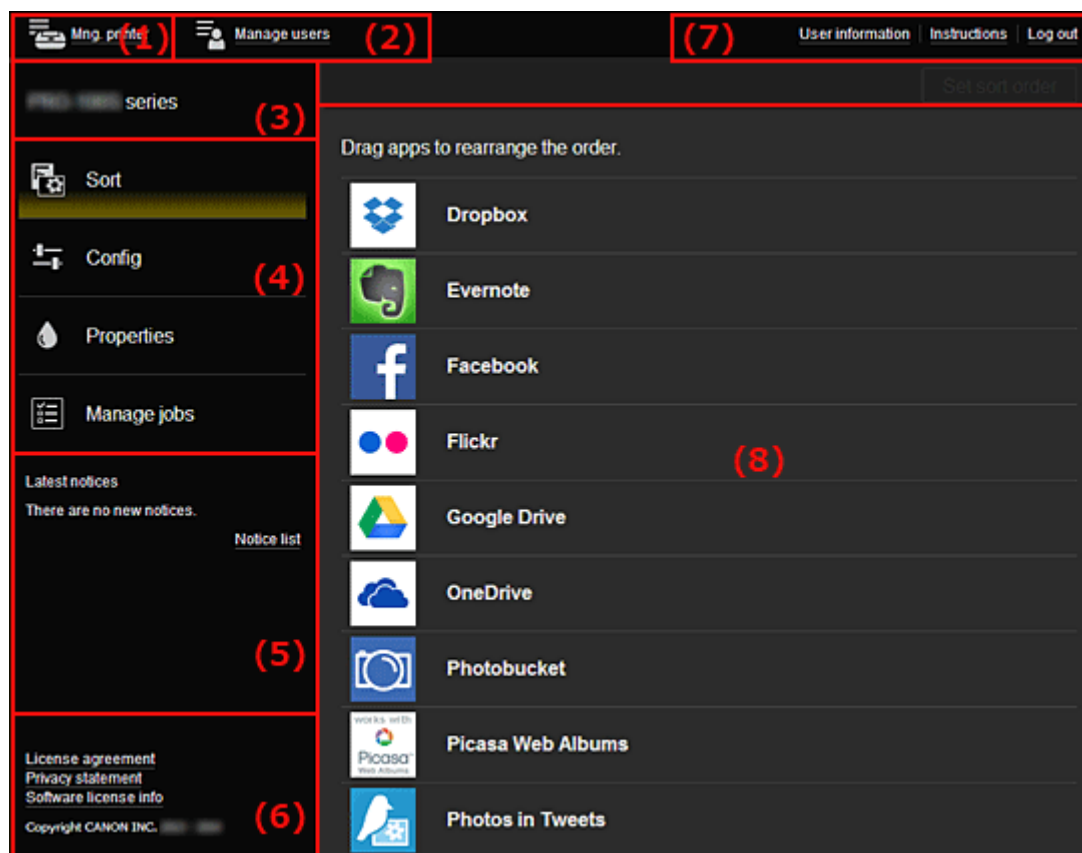 Mng. printer (1)
Manage users (2)
(7) User information Instructions Log out
series (3)
Set sort order
Drag apps to rearrange the order.
Sort
Config (4)
Properties
Manage jobs
Latest notices
There are no new notices.
Notice list
(5)
License agreement
Privacy statement
Software license info
Copyright CANON INC. (6)
Dropbox
Evernote
Facebook
Flickr
(8)
Google Drive
OneDrive
Photobucket
works with
Picasa
Web Albums
Picasa Web Albums
Photos in Tweets